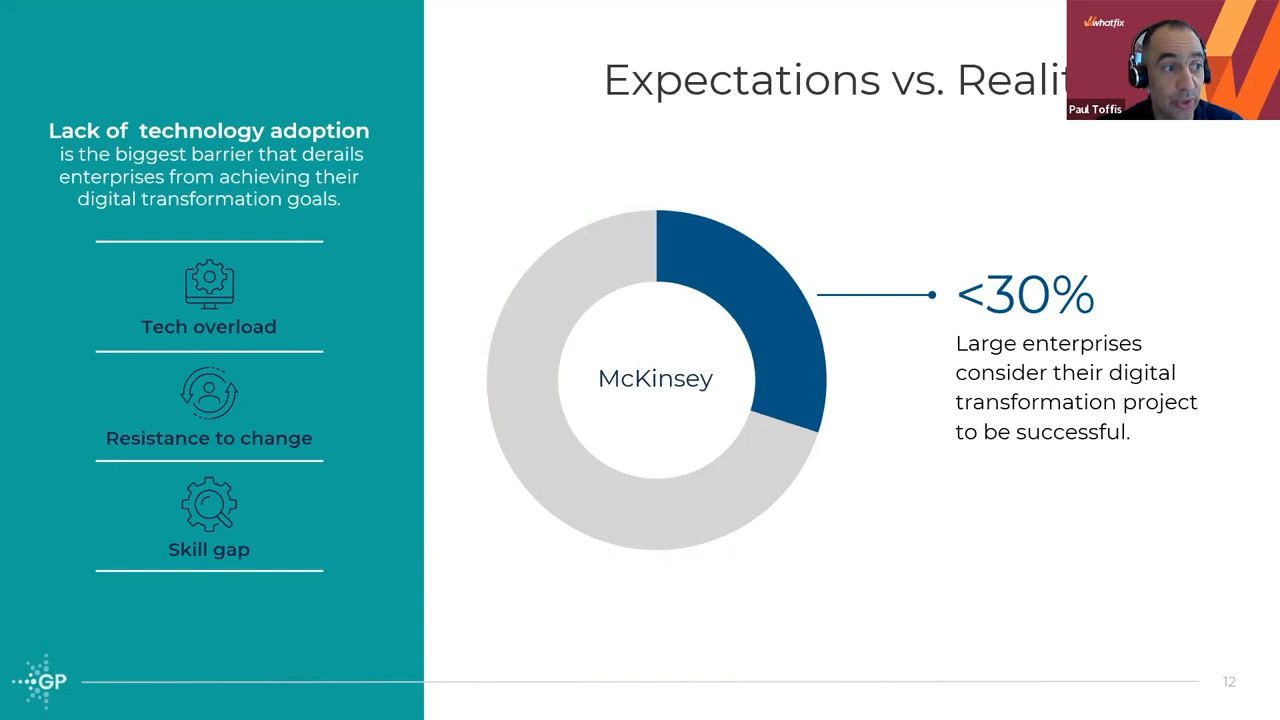 Expectations vs. Realit
whatfix
Paul Toffis
Lack of technology adoption
is the biggest barrier that derails
enterprises from achieving their
digital transformation goals.
Tech overload
Resistance to change
Skill gap
McKinsey
<30%
Large enterprises
consider their digital
transformation project
to be successful.
GP
12